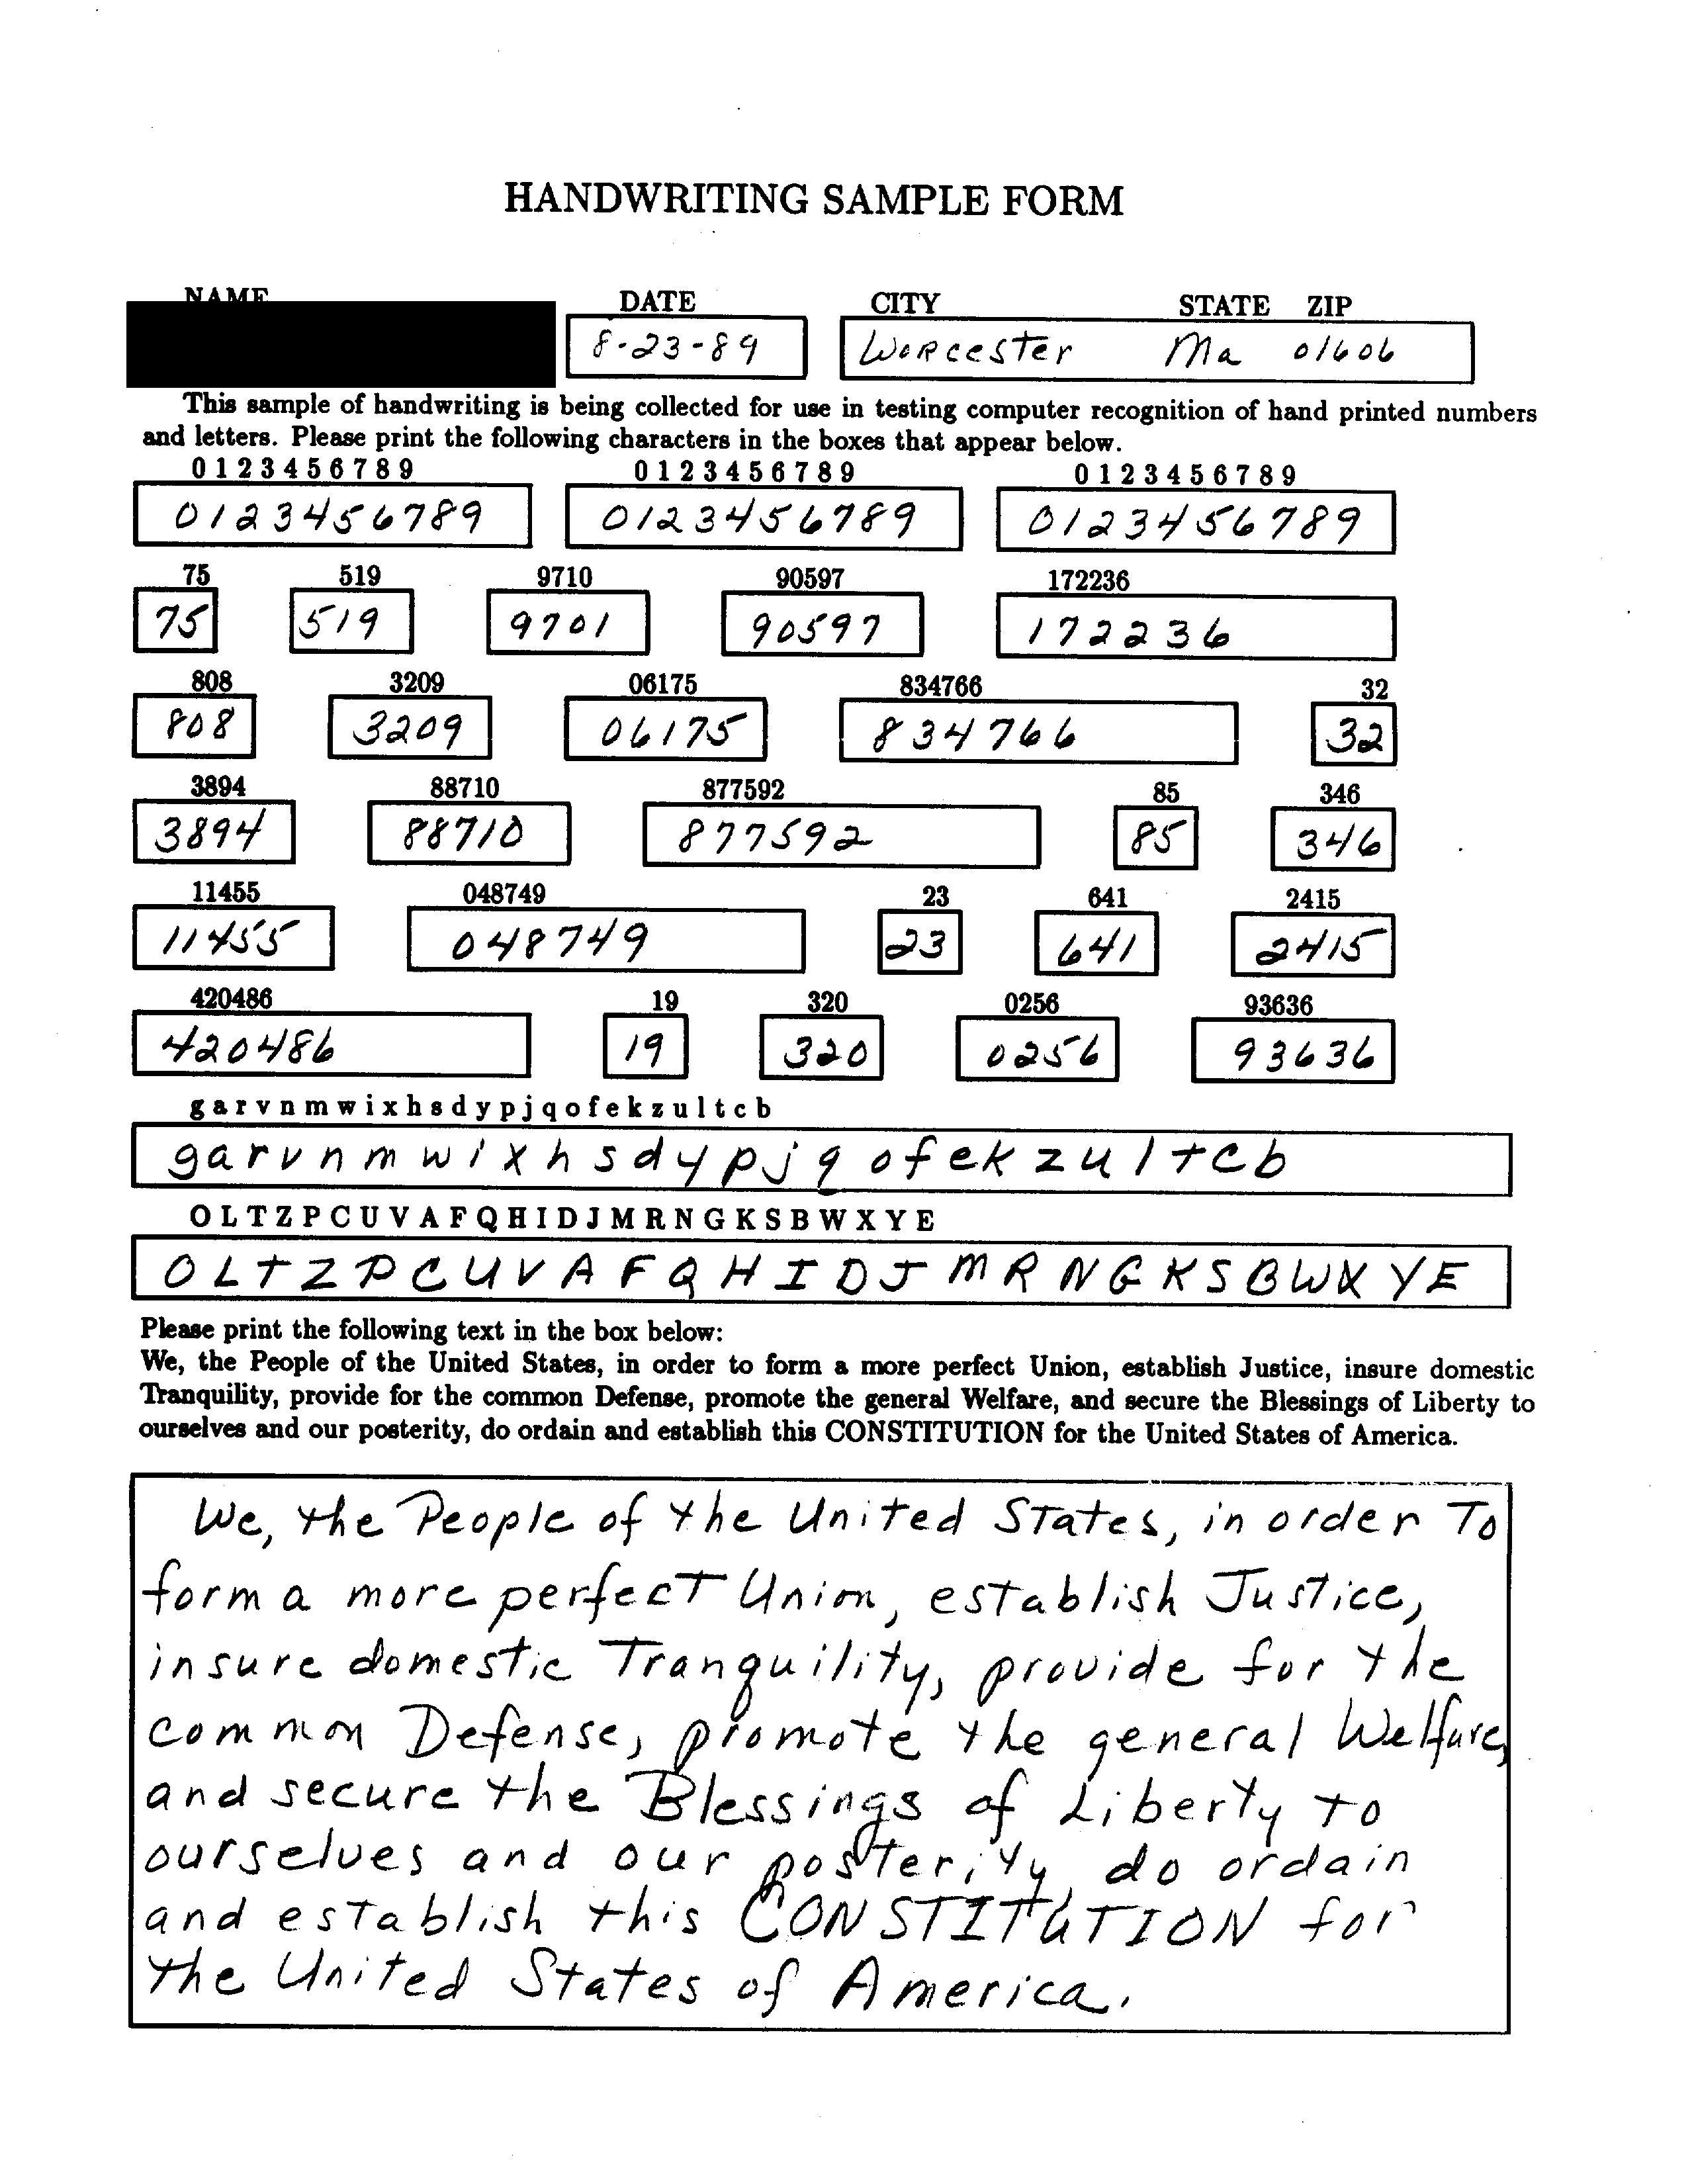 HANDWRITING SAMPLE FORM
NAME DATE CITY STATE ZIP
8-23-89 Worcester Ma 01606
This sample of handwriting is being collected for use in testing computer recognition of hand printed numbers
and letters. Please print the following characters in the boxes that appear below.
0 1 2 3 4 5 6 7 8 9 0 1 2 3 4 5 6 7 8 9 0 1 2 3 4 5 6 7 8 9
0123456789 0123456789 0123456789
75 519 9710 90597 172236
75 519 9701 90597 172236
808 3209 06175 834766 32
808 3209 06175 834766 32
3894 88710 877592 85 346
3894 88710 877592 85 346
11455 048749 23 641 2415
11455 048749 23 641 2415
420486 19 320 0256 93636
420486 19 320 0256 93636
g a r v n m w i x h s d y p j q o f e k z u l t c b
g a r v n m w i x h s d y p j q o f e k z u l t c b
O L T Z P C U V A F Q H I D J M R N G K S B W X Y E
O L T Z P C U V A F Q H I D J M R N G K S B W X Y E
Please print the following text in the box below:
We, the People of the United States, in order to form a more perfect Union, establish Justice, insure domestic
Tranquility, provide for the common Defense, promote the general Welfare, and secure the Blessings of Liberty to
ourselves and our posterity, do ordain and establish this CONSTITUTION for the United States of America.
We, the People of the United States, in order To
form a more perfect Union, establish Justice,
insure domestic Tranquility, provide for the
common Defense, promote the general Welfare,
and secure the Blessings of Liberty to
ourselves and our posterity, do ordain
and establish this CONSTITUTION for
the United States of America.